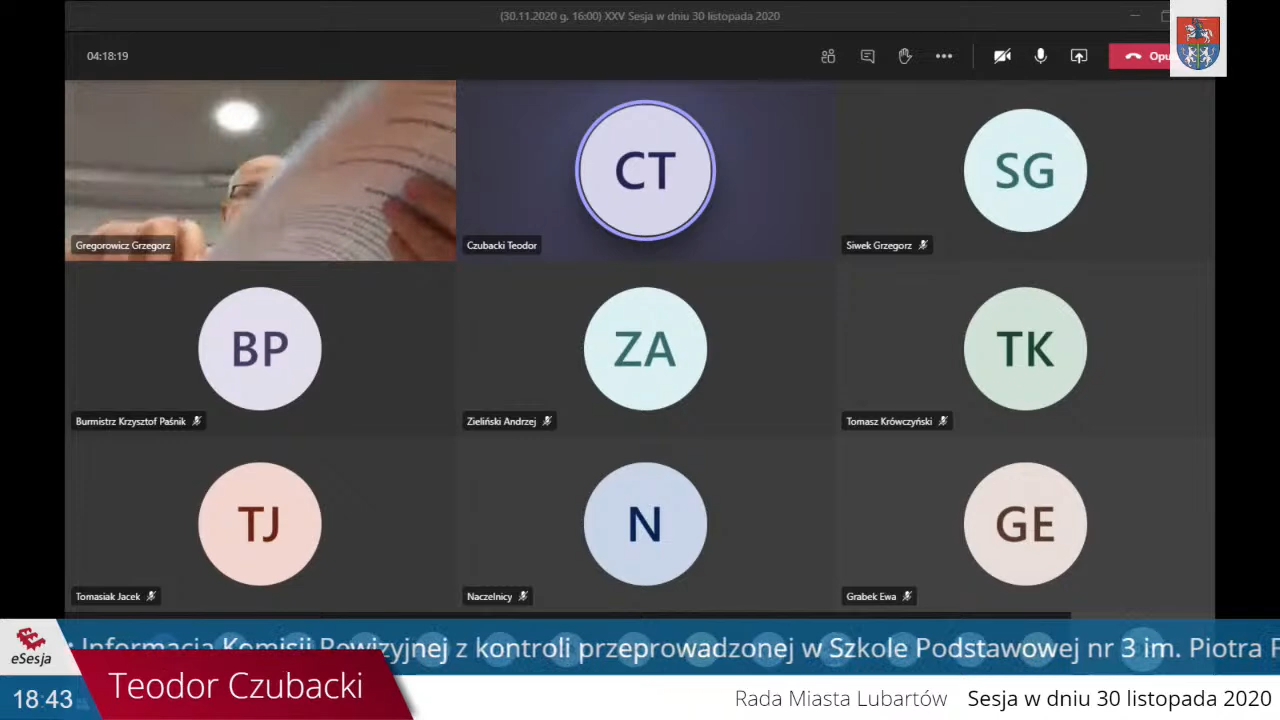 (30.11.2020 g. 16:00) XXV Sesja w dniu 30 listopada 2020
04:18:19
Opu
CT
SG
Gregorowicz Grzegorz
Czubacki Teodor
Siwek Grzegorz
BP
ZA
TK
Burmistrz Krzysztof Paśnik
Zieliński Andrzej
Tomasz Krówczyński
TJ
N
GE
Tomasiak Jacek
Naczelnicy
Grabek Ewa
: Informacja Komisji Rewizyjnej z kontroli przeprowadzonej w Szkole Podstawowej nr 3 im. Piotra F
eSesja
Teodor Czubacki
18:43
Rada Miasta Lubartów Sesja w dniu 30 listopada 2020